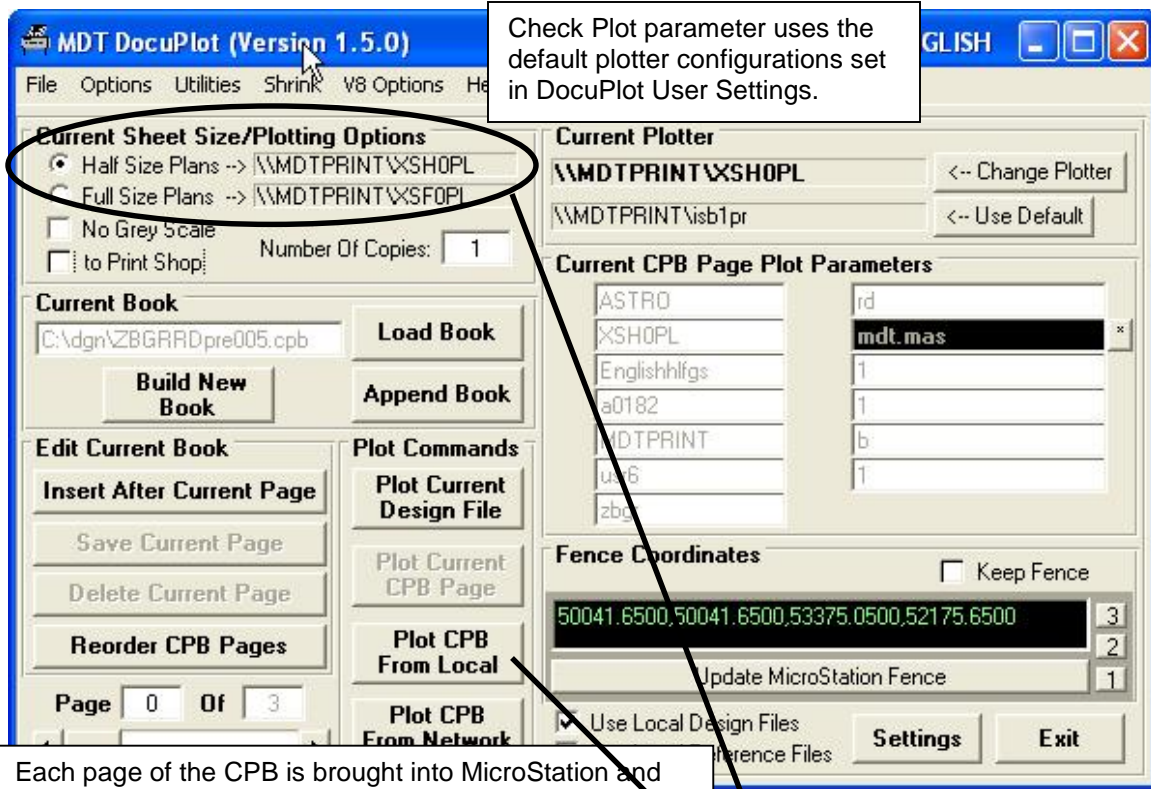 MDT DocuPlot (Version 1.5.0)
GLISH
Check Plot parameter uses the
default plotter configurations set
in DocuPlot User Settings.
File Options Utilities Shrink V8 Options He
Current Sheet Size/Plotting Options
Half Size Plans --> \\MDTPRINT\XSH0PL
Full Size Plans --> \\MDTPRINT\XSF0PL
No Grey Scale
to Print Shop
Number Of Copies: 1
Current Plotter
\\MDTPRINT\XSH0PL
<-- Change Plotter
\\MDTPRINT\isb1pr
<-- Use Default
Current Book
C:\dgn\ZBGRRDpre005.cpb
Load Book
Build New
Book
Append Book
Current CPB Page Plot Parameters
ASTRO rd
XSH0PL mdt.mas *
Englishhlfgs 1
a0182 1
MDTPRINT b
usr6 1
zbgr
Edit Current Book
Insert After Current Page
Save Current Page
Delete Current Page
Reorder CPB Pages
Page 0 Of 3
Plot Commands
Plot Current
Design File
Plot Current
CPB Page
Plot CPB
From Local
Plot CPB
From Network
Fence Coordinates
Keep Fence
50041.6500,50041.6500,53375.0500,52175.6500
3
2
1
Update MicroStation Fence
Use Local Design Files
erence Files
Settings
Exit
Each page of the CPB is brought into MicroStation and